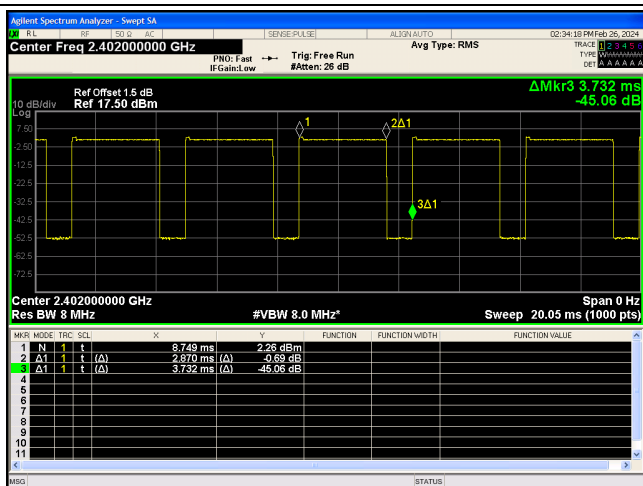 Agilent Spectrum Analyzer - Swept SA
LXI RL RF 50 Ω AC SENSE:PULSE ALIGN AUTO 02:34:18 PM Feb 26, 2024
Center Freq 2.402000000 GHz Avg Type: RMS TRACE 1 2 3 4 5 6
PNO: Fast Trig: Free Run TYPE
IFGain:Low #Atten: 26 dB DET A A A A A A
ΔMkr3 3.732 ms
-45.06 dB
Ref Offset 1.5 dB
10 dB/div Ref 17.50 dBm
Log
7.50
-2.50
-12.5
-22.5
-32.5
-42.5
-52.5
-62.5
-72.5
1
2Δ1
3Δ1
Center 2.402000000 GHz Span 0 Hz
Res BW 8 MHz #VBW 8.0 MHz* Sweep 20.05 ms (1000 pts)
MKR MODE TRC SCL X Y FUNCTION FUNCTION WIDTH FUNCTION VALUE
1 N 1 t 8.749 ms 2.26 dBm
2 Δ1 1 t (Δ) 2.870 ms (Δ) -0.69 dB
3 Δ1 1 t (Δ) 3.732 ms (Δ) -45.06 dB
4
5
6
7
8
9
10
11
MSG STATUS